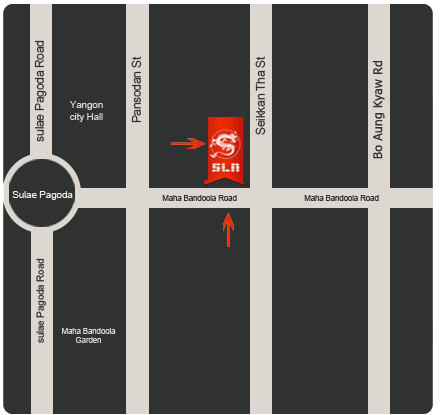 sulae Pagoda Road
Pansodan St
Seikkan Tha St
Bo Aung Kyaw Rd
Yangon
city Hall
SLN
Sulae Pagoda
Maha Bandoola Road
Maha Bandoola Road
sulae Pagoda Road
Maha Bandoola
Garden